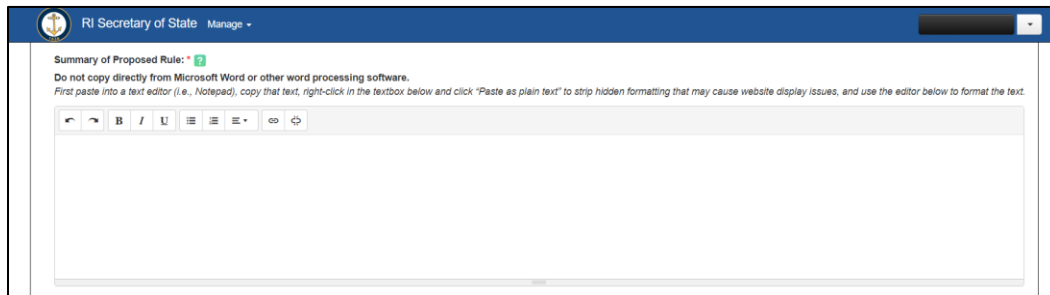 RI Secretary of State Manage
Summary of Proposed Rule: * ?
Do not copy directly from Microsoft Word or other word processing software.
First paste into a text editor (i.e., Notepad), copy that text, right-click in the textbox below and click "Paste as plain text" to strip hidden formatting that may cause website display issues, and use the editor below to format the text.
B I U